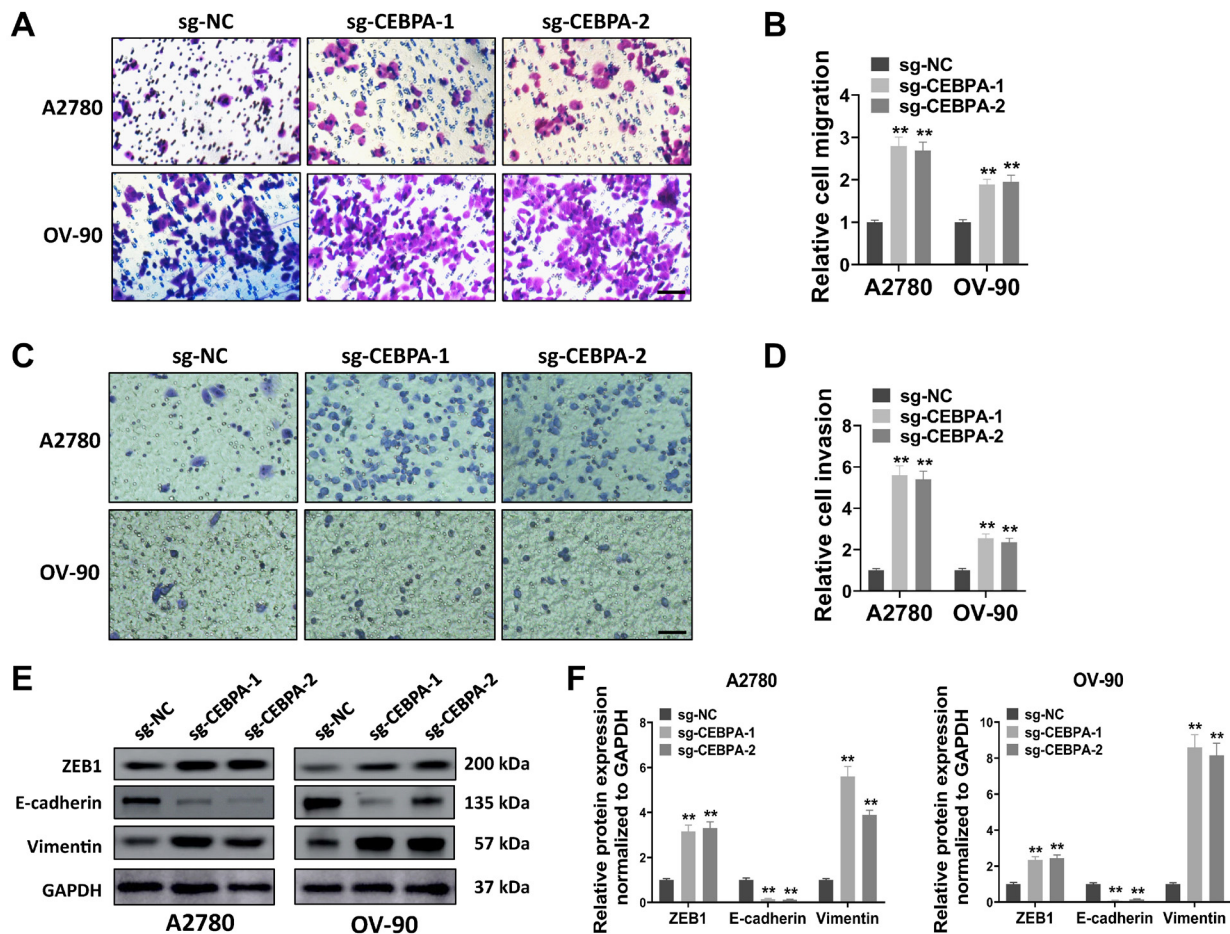 A
sg-NC sg-CEBPA-1 sg-CEBPA-2
A2780
OV-90
B
sg-NC
sg-CEBPA-1
sg-CEBPA-2
Relative cell migration
4
3
2
1
0
** ** ** **
A2780 OV-90
C
sg-NC sg-CEBPA-1 sg-CEBPA-2
A2780
OV-90
D
sg-NC
sg-CEBPA-1
sg-CEBPA-2
Relative cell invasion
8
6
4
2
0
** ** ** **
A2780 OV-90
E
sg-NC sg-CEBPA-1 sg-CEBPA-2 sg-NC sg-CEBPA-1 sg-CEBPA-2
ZEB1 200 kDa
E-cadherin 135 kDa
Vimentin 57 kDa
GAPDH 37 kDa
A2780 OV-90
F
A2780
sg-NC
sg-CEBPA-1
sg-CEBPA-2
Relative protein expression
normalized to GAPDH
8
6
4
2
0
** ** ** ** ** **
ZEB1 E-cadherin Vimentin
OV-90
sg-NC
sg-CEBPA-1
sg-CEBPA-2
Relative protein expression
normalized to GAPDH
10
8
6
4
2
0
** ** ** ** ** **
ZEB1 E-cadherin Vimentin